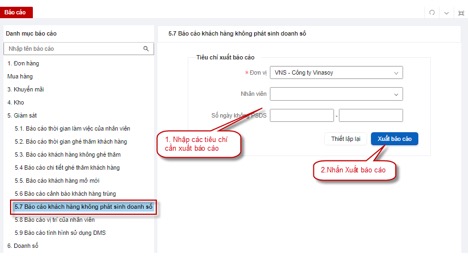 Báo cáo
Danh mục báo cáo
Nhập tên báo cáo
1. Đơn hàng
Mua hàng
3. Khuyến mãi
4. Kho
5. Giám sát
5.1. Báo cáo thời gian làm việc của nhân viên
5.2. Báo cáo thời gian ghé thăm khách hàng
5.3. Báo cáo khách hàng không ghé thăm
5.4 Báo cáo chi tiết ghé thăm khách hàng
5.5. Báo cáo khách hàng mở mới
5.6 Báo cáo cảnh báo khách hàng trùng
5.7 Báo cáo khách hàng không phát sinh doanh số
5.8 Báo cáo vị trí của nhân viên
5.9 Báo cáo tình hình sử dụng DMS
6. Doanh số
5.7 Báo cáo khách hàng không phát sinh doanh số
Tiêu chí xuất báo cáo
* Đơn vị
VNS - Công ty Vinasoy
Nhân viên
Số ngày không PSDS
-
Thiết lập lại
Xuất báo cáo
1. Nhập các tiêu chí
cần xuất báo cáo
2.Nhấn Xuất báo cáo